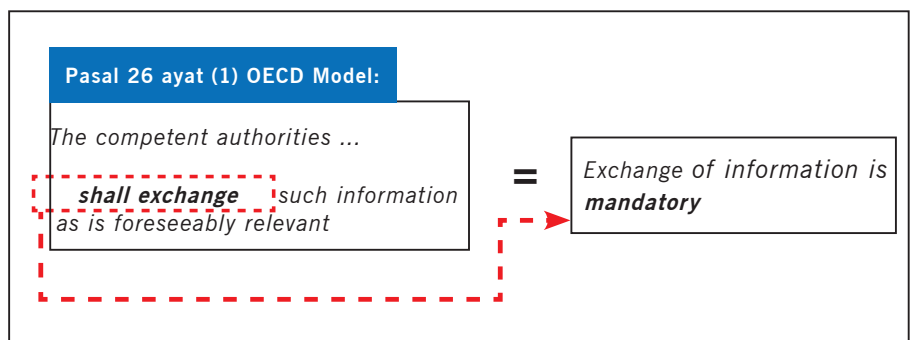 Pasal 26 ayat (1) OECD Model:
The competent authorities ...
shall exchange such information
as is foreseeably relevant
=
Exchange of information is
mandatory